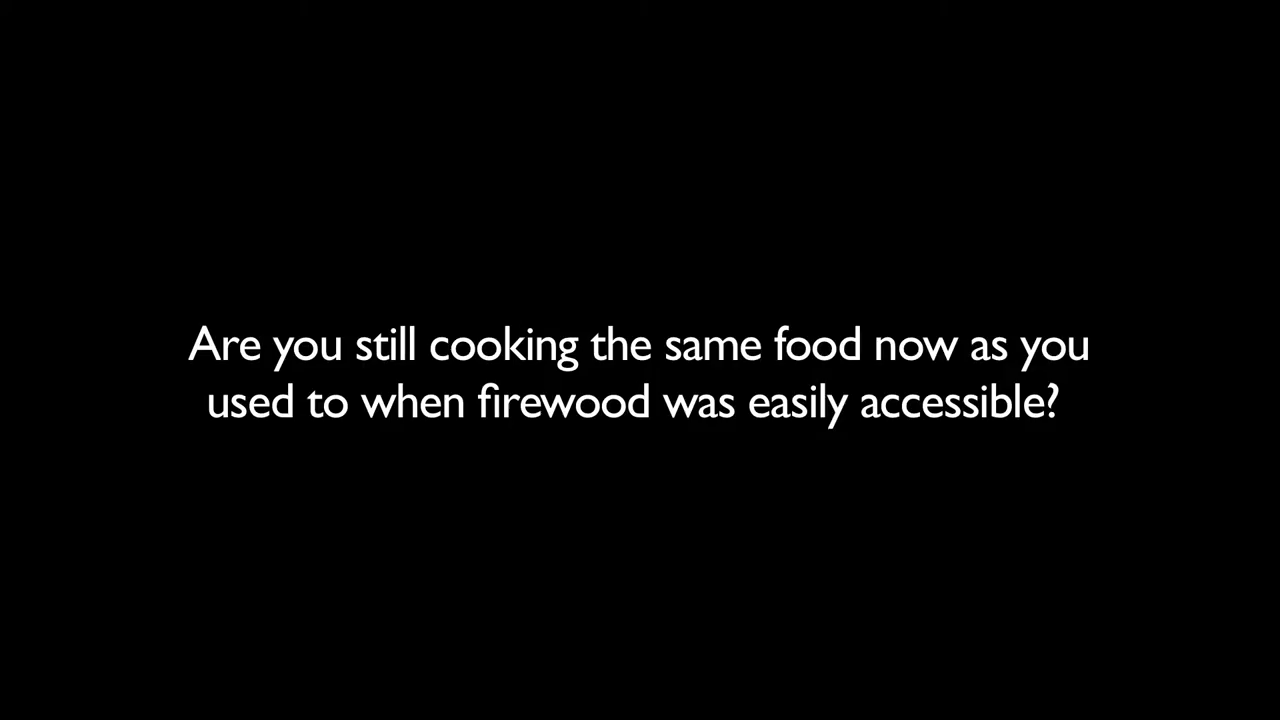 Are you still cooking the same food now as you
used to when firewood was easily accessible?